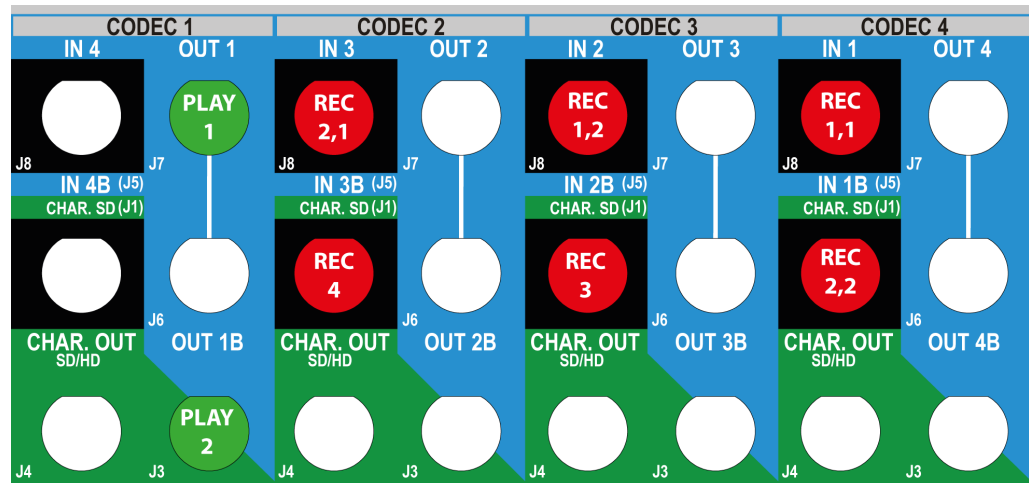 CODEC 1 CODEC 2 CODEC 3 CODEC 4
IN 4 OUT 1 IN 3 OUT 2 IN 2 OUT 3 IN 1 OUT 4
PLAY REC REC REC
1 2,1 1,2 1,1
J8 J7 J8 J7 J8 J7 J8 J7
IN 4B (J5) IN 3B (J5) IN 2B (J5) IN 1B (J5)
CHAR. SD (J1) CHAR. SD (J1) CHAR. SD (J1) CHAR. SD (J1)
REC REC REC
4 3 2,2
J6 J6 J6 J6
CHAR. OUT OUT 1B CHAR. OUT OUT 2B CHAR. OUT OUT 3B CHAR. OUT OUT 4B
SD/HD SD/HD SD/HD SD/HD
PLAY
2
J4 J3 J4 J3 J4 J3 J4 J3